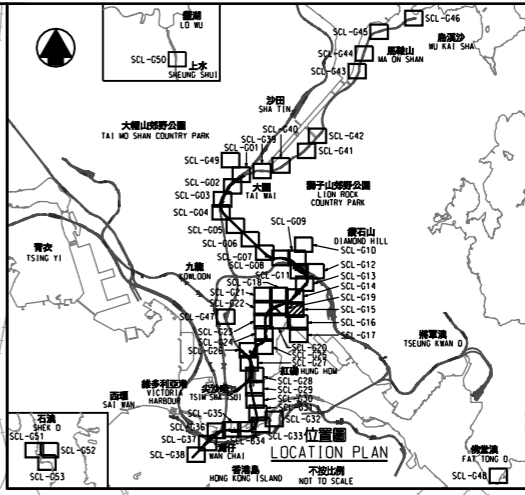 羅湖
LO WU
SCL-G50
上水
SHEUNG SHUI
SCL-G46
SCL-G45
烏溪沙
WU KAI SHA
SCL-G44
馬鞍山
MA ON SHAN
SCL-G43
沙田
SHA TIN
大帽山郊野公園
TAI MO SHAN COUNTRY PARK
SCL-G40
SCL-G39
SCL-G01
SCL-G42
SCL-G41
SCL-G49
SCL-G02
大圍
TAI WAI
獅子山郊野公園
LION ROCK
COUNTRY PARK
SCL-G03
SCL-G04
SCL-G05
SCL-G06
SCL-G07
SCL-G08
SCL-G09
鑽石山
DIAMOND HILL
SCL-G10
SCL-G11
SCL-G12
SCL-G13
SCL-G14
SCL-G19
SCL-G15
SCL-G16
SCL-G17
青衣
TSING YI
九龍
KOWLOON
SCL-G18
SCL-G21
SCL-G22
SCL-G47
SCL-G23
SCL-G24
SCL-G26
SCL-G20
SCL-G27
將軍澳
TSEUNG KWAN O
紅磡
HUNG HOM
SCL-G28
SCL-G29
SCL-G30
維多利亞港
VICTORIA
HARBOUR
尖沙咀
TSIM SHA TSUI
西環
SAI WAN
SCL-G32
SCL-G33
SCL-G34
SCL-G35
SCL-G36
SCL-G37
SCL-G38
灣仔
WAN CHAI
香港島
HONG KONG ISLAND
位置圖
LOCATION PLAN
不按比例
NOT TO SCALE
石澳
SHEK O
SCL-G51
SCL-G52
SCL-G53
佛堂澳
FAT TONG O
SCL-G48